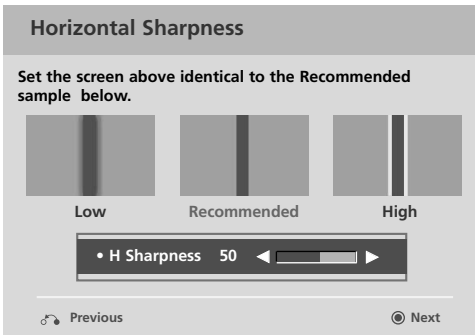 Horizontal Sharpness
Set the screen above identical to the Recommended
sample below.
Low Recommended High
• H Sharpness 50
Previous Next